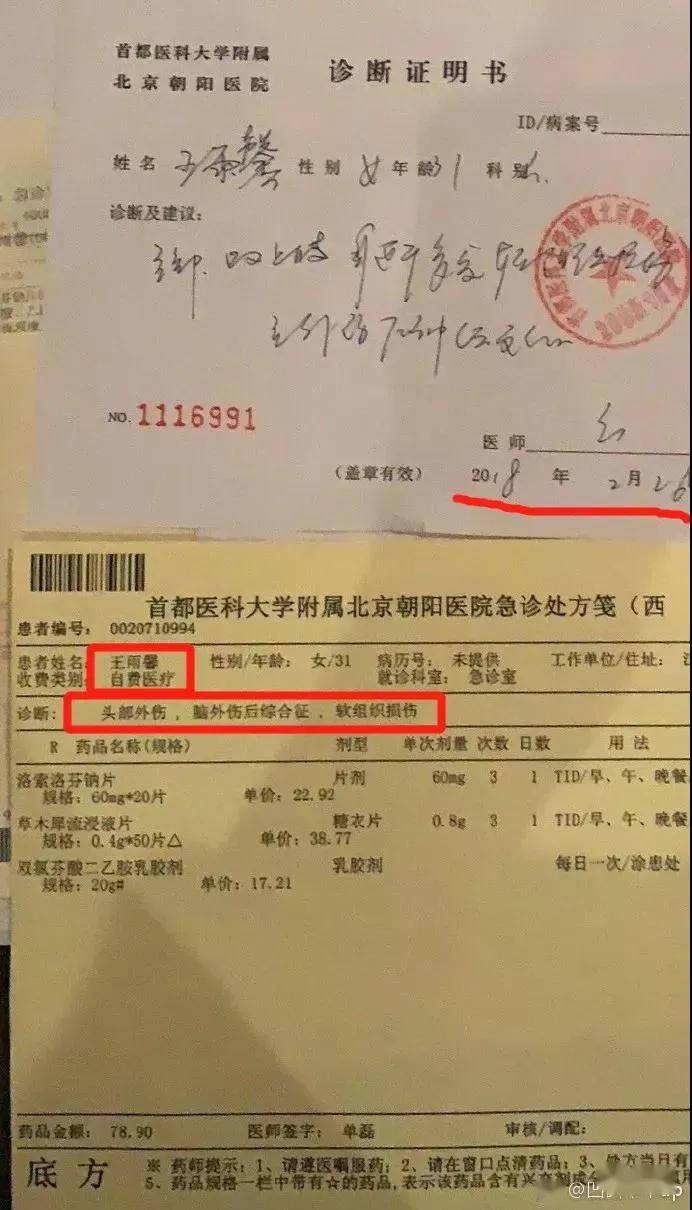 首都医科大学附属
北京朝阳医院
诊断证明书
ID/病案号
姓名 王雨馨 性别 女 年龄 31 科别
诊断及建议:
NO. 1116991
医师
(盖章有效) 2018 年 2 月 26
首都医科大学附属北京朝阳医院急诊处方笺(西
患者编号: 0020710994
患者姓名: 王雨馨 性别/年龄: 女/31 病历号: 未提供 工作单位/住址:
收费类别: 自费医疗 就诊科室: 急诊室
诊断: 头部外伤,脑外伤后综合征、软组织损伤
R 药品名称(规格) 剂型 单次剂量 次数 日数 用法
洛索洛芬钠片 片剂 60mg 3 1 TID/早、午、晚餐
规格: 60mg*20片 单价: 22.92
草木犀流浸液片 糖衣片 0.8g 3 1 TID/早、午、晚餐
规格: 0.4g*50片△ 单价: 38.77
双氯芬酸二乙胺乳胶剂 乳胶剂 每日一次/涂患处
规格: 20g# 单价: 17.21
药品金额: 78.90 医师签字: 单磊 审核/调配:
底方 ※ 药师提示: 1、请遵医嘱服药; 2、请在窗口点清药品; 3、处方当日有
5、药品规格一栏中带有☆的药品,表示该药品含有兴奋剂成